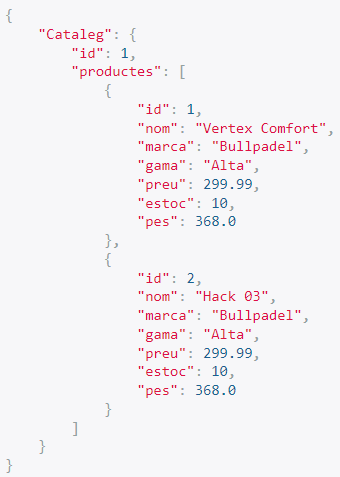 {
    "Cataleg": {
        "id": 1,
        "productes": [
            {
                "id": 1,
                "nom": "Vertex Comfort",
                "marca": "Bullpadel",
                "gama": "Alta",
                "preu": 299.99,
                "estoc": 10,
                "pes": 368.0
            },
            {
                "id": 2,
                "nom": "Hack 03",
                "marca": "Bullpadel",
                "gama": "Alta",
                "preu": 299.99,
                "estoc": 10,
                "pes": 368.0
            }
        ]
    }
}